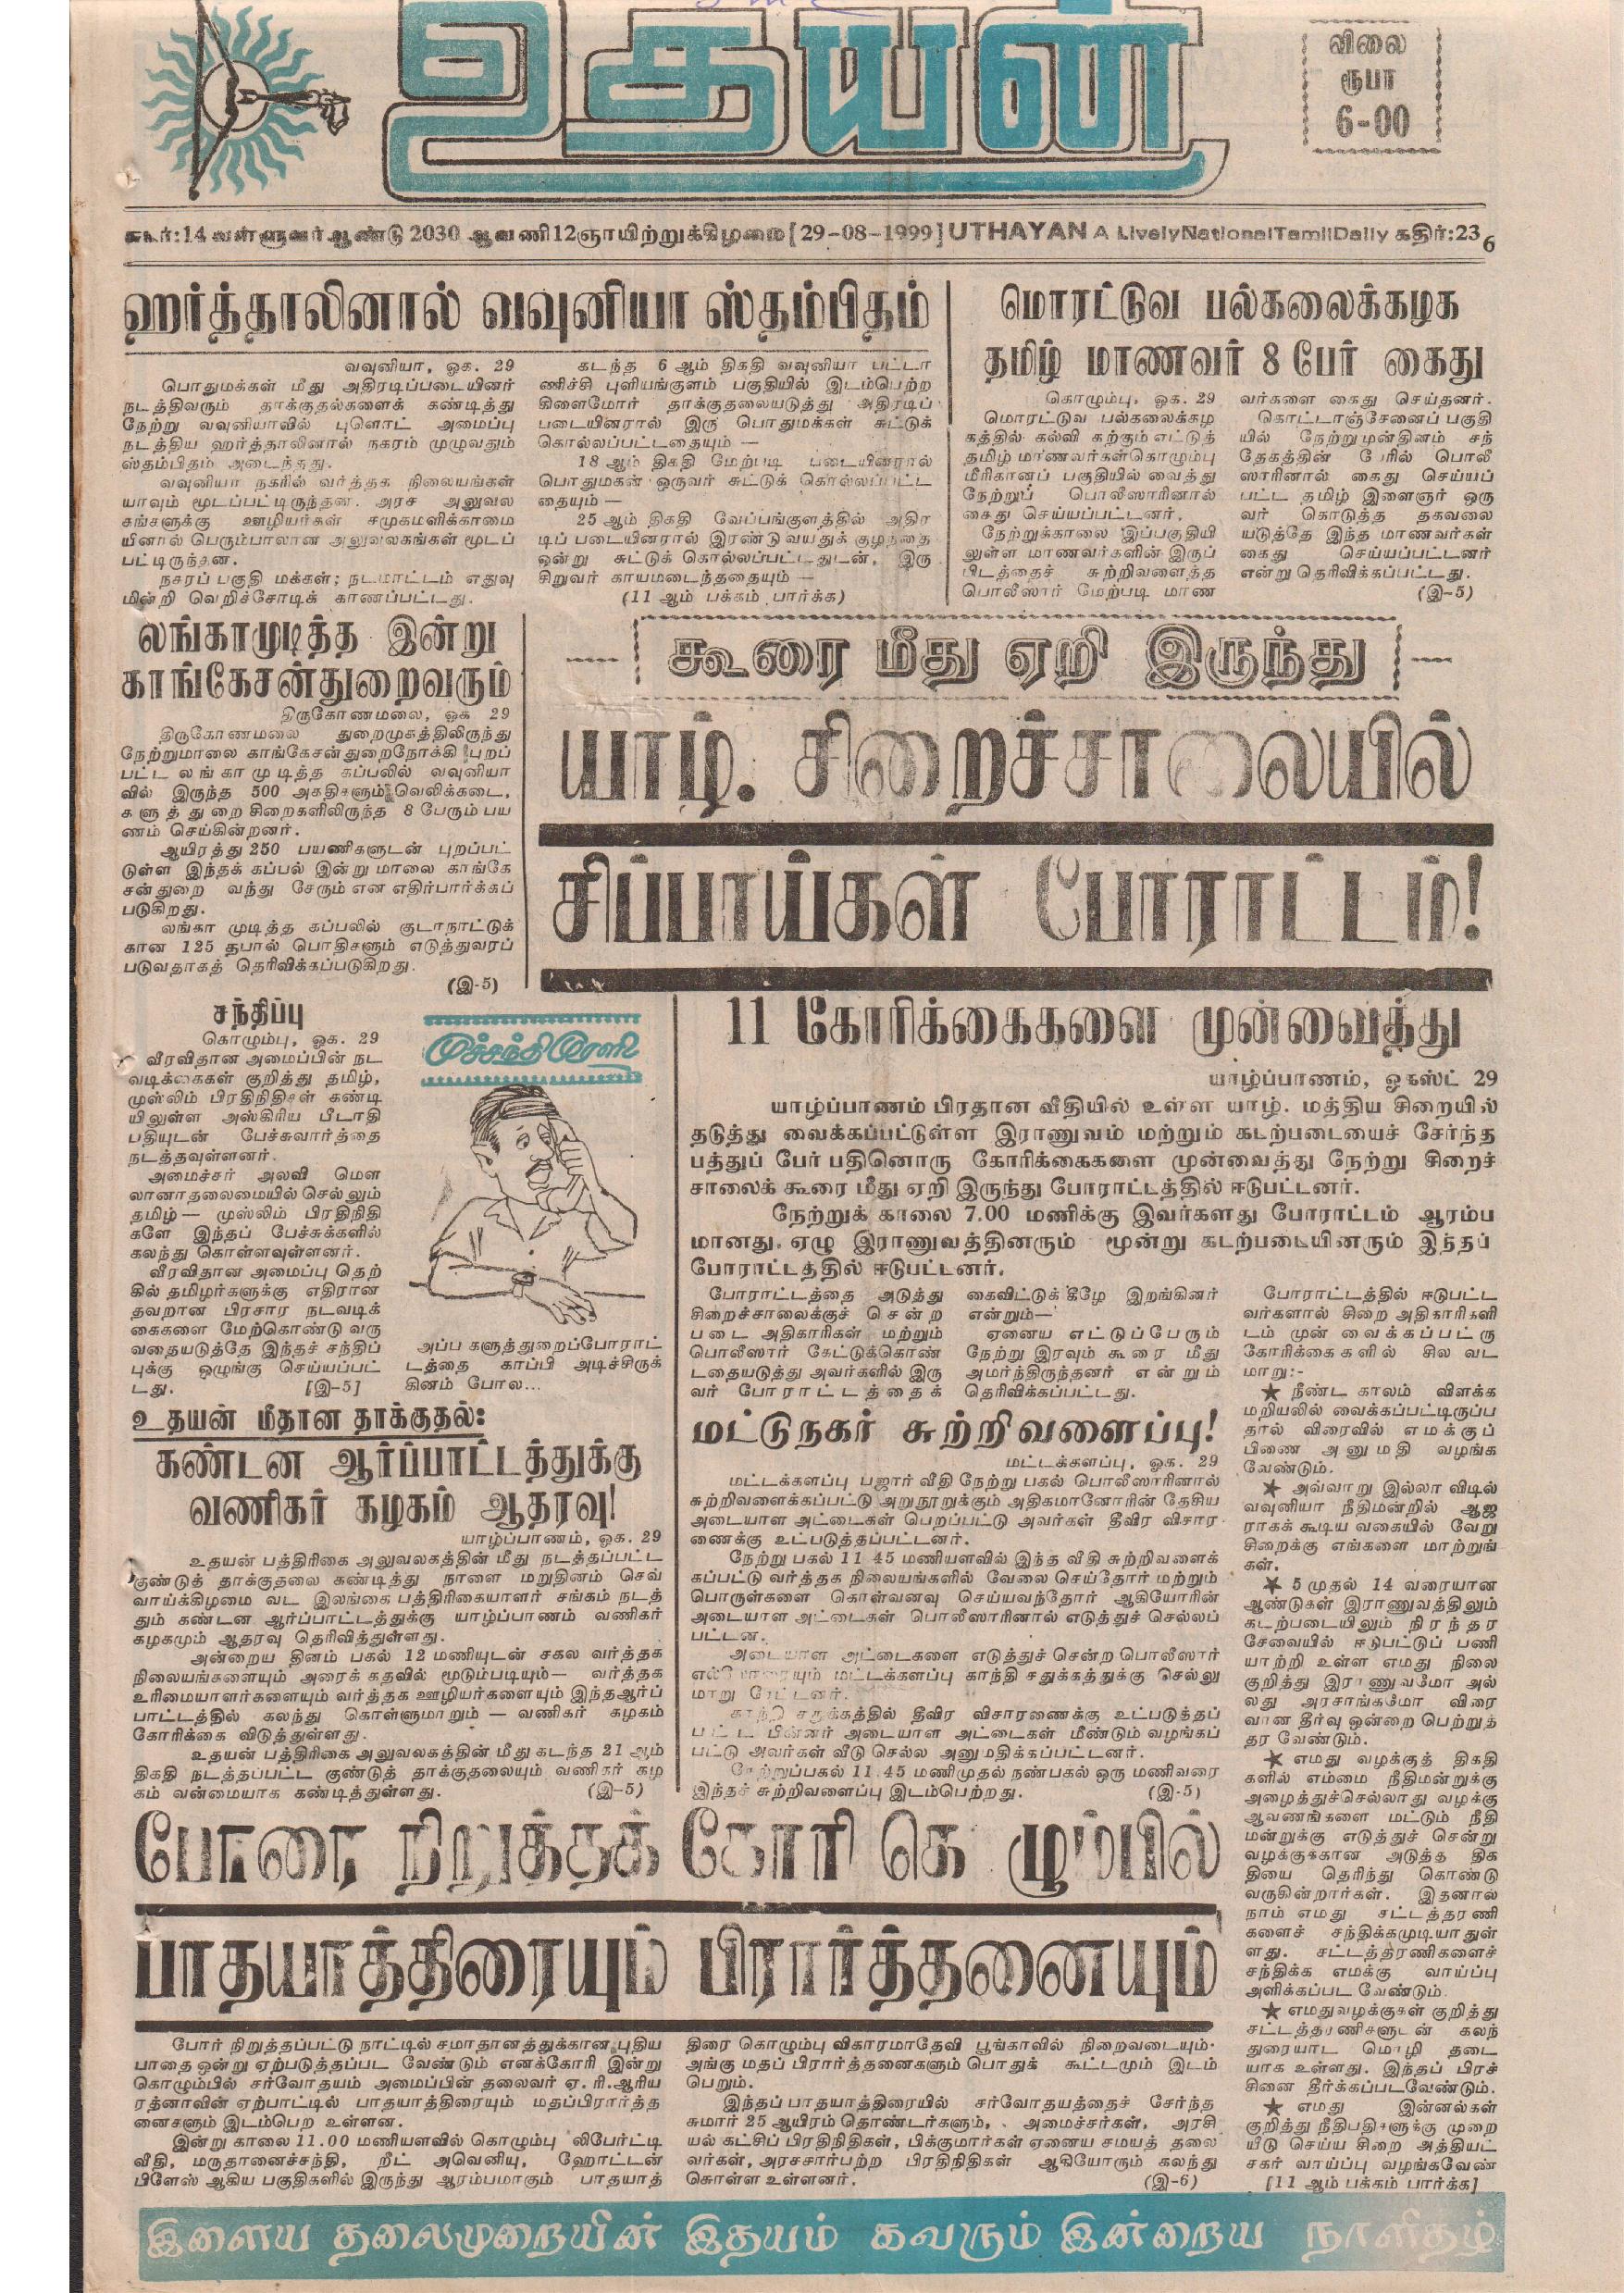 உதயன்
விலை
ரூபா
6-00
சுடர்:14 வள்ளுவர் ஆண்டு 2030 ஆவணி 12 ஞாயிற்றுக்கிழமை [29-08-1999] UTHAYAN A Lively National Tamil Daily கதிர்:236
ஹர்த்தாலினால் வவுனியா ஸ்தம்பிதம்
வவுனியா, ஓக. 29
பொதுமக்கள் மீது அதிரடிப்படையினர்
நடத்திவரும் தாக்குதல்களைக் கண்டித்து
நேற்று வவுனியாவில் புளொட் அமைப்பு
நடத்திய ஹர்த்தாலினால் நகரம் முழுவதும்
ஸ்தம்பிதம் அடைந்தது.
வவுனியா நகரில் வர்த்தக நிலையங்கள்
யாவும் மூடப்பட்டிருந்தன. அரச அலுவல
கங்களுக்கு ஊழியர்கள் சமுகமளிக்காமை
யினால் பெரும்பாலான அலுவலகங்கள் மூடப்
பட்டிருந்தன.
நகரப் பகுதி மக்கள்; நடமாட்டம் எதுவு
மின்றி வெறிச்சோடிக் காணப்பட்டது.
கடந்த 6 ஆம் திகதி வவுனியா பட்டா
ணிச்சி புளியங்குளம் பகுதியில் இடம்பெற்ற
கிளைமோர் தாக்குதலையடுத்து அதிரடிப்
படையினரால் இரு பொதுமக்கள் சுட்டுக்
கொல்லப்பட்டதையும் —
18 ஆம் திகதி மேற்படி படையினரால்
பொதுமகன் ஒருவர் சுட்டுக் கொல்லப்பட்ட
தையும் —
25 ஆம் திகதி வேப்பங்குளத்தில் அதிர
டிப் படையினரால் இரண்டு வயதுக் குழந்தை
ஒன்று சுட்டுக் கொல்லப்பட்டதுடன், இரு
சிறுவர் காயமடைந்ததையும் —
(11 ஆம் பக்கம் பார்க்க)
மொரட்டுவ பல்கலைக்கழக
தமிழ் மாணவர் 8 பேர் கைது
கொழும்பு, ஓக. 29
மொரட்டுவ பல்கலைக்கழ
கத்தில் கல்வி கற்கும் எட்டுத்
தமிழ் மாணவர்கள் கொழும்பு
மீரிகானப் பகுதியில் வைத்து
நேற்றுப் பொலீஸாரினால்
கைது செய்யப்பட்டனர்.
நேற்றுக்காலை இப்பகுதியி
லுள்ள மாணவர்களின் இருப்
பிடத்தைச் சுற்றிவளைத்த
பொலீஸார் மேற்படி மாண
வர்களை கைது செய்தனர்.
கொட்டாஞ்சேனைப் பகுதி
யில் நேற்றுமுன்தினம் சந்
தேகத்தின் பேரில் பொலீ
ஸாரினால் கைது செய்யப்
பட்ட தமிழ் இளைஞர் ஒரு
வர் கொடுத்த தகவலை
யடுத்தே இந்த மாணவர்கள்
கைது செய்யப்பட்டனர்
என்று தெரிவிக்கப்பட்டது.
(இ-5)
லங்காமுடித்த இன்று
காங்கேசன்துறைவரும்
திருகோணமலை, ஓக 29
திருகோணமலை துறைமுகத்திலிருந்து
நேற்றுமாலை காங்கேசன்துறைநோக்கி புறப்
பட்ட லங்கா முடித்த கப்பலில் வவுனியா
வில் இருந்த 500 அகதிகளும் வெலிக்கடை,
களுத்துறை சிறைகளிலிருந்த 8 பேரும் பய
ணம் செய்கின்றனர்.
ஆயிரத்து 250 பயணிகளுடன் புறப்பட்
டுள்ள இந்தக் கப்பல் இன்று மாலை காங்கே
சன்துறை வந்து சேரும் என எதிர்பார்க்கப்
படுகிறது.
லங்கா முடித்த கப்பலில் குடாநாட்டுக்
கான 125 தபால் பொதிகளும் எடுத்துவரப்
படுவதாகத் தெரிவிக்கப்படுகிறது.
(இ-5)
கூரை மீது ஏறி இருந்து
யாழ். சிறைச்சாலையில்
சிப்பாய்கள் போராட்டம்!
11 கோரிக்கைகளை முன்வைத்து
யாழ்ப்பாணம், ஓகஸ்ட் 29
யாழ்ப்பாணம் பிரதான வீதியில் உள்ள யாழ். மத்திய சிறையில்
தடுத்து வைக்கப்பட்டுள்ள இராணுவம் மற்றும் கடற்படையைச் சேர்ந்த
பத்துப் பேர் பதினொரு கோரிக்கைகளை முன்வைத்து நேற்று சிறைச்
சாலைக் கூரை மீது ஏறி இருந்து போராட்டத்தில் ஈடுபட்டனர்.
நேற்றுக் காலை 7.00 மணிக்கு இவர்களது போராட்டம் ஆரம்ப
மானது. ஏழு இராணுவத்தினரும் மூன்று கடற்படையினரும் இந்தப்
போராட்டத்தில் ஈடுபட்டனர்.
போராட்டத்தை அடுத்து
சிறைச்சாலைக்குச் சென்ற
படை அதிகாரிகள் மற்றும்
பொலீஸார் கேட்டுக்கொண்
டதையடுத்து அவர்களில் இரு
வர் போராட்டத்தைக்
கைவிட்டுக் கீழே இறங்கினர்
என்றும்—
ஏனைய எட்டுப்பேரும்
நேற்று இரவும் கூரை மீது
அமர்ந்திருந்தனர் என்றும்
தெரிவிக்கப்பட்டது.
போராட்டத்தில் ஈடுபட்ட
வர்களால் சிறை அதிகாரிகளி
டம் முன் வைக்கப்பட்ட
கோரிக்கைகளில் சில வட
மாறு:-
★ நீண்ட காலம் விளக்க
மறியலில் வைக்கப்பட்டிருப்ப
தால் விரைவில் எமக்குப்
பிணை அனுமதி வழங்க
வேண்டும்.
★ அவ்வாறு இல்லாவிடில்
வவுனியா நீதிமன்றில் ஆஜ
ராகக் கூடிய வகையில் வேறு
சிறைக்கு எங்களை மாற்றுங்
கள்.
★ 5 முதல் 14 வரையான
ஆண்டுகள் இராணுவத்திலும்
கடற்படையிலும் நிரந்தர
சேவையில் ஈடுபட்டுப் பணி
யாற்றி உள்ள எமது நிலை
குறித்து இராணுவமோ அல்
லது அரசாங்கமோ விரை
வான தீர்வு ஒன்றை பெற்றுத்
தர வேண்டும்.
★ எமது வழக்குத் திகதி
களில் எம்மை நீதிமன்றுக்கு
அழைத்துச்செல்லாது வழக்கு
ஆவணங்களை மட்டும் நீதி
மன்றுக்கு எடுத்துச் சென்று
வழக்குக்கான அடுத்த திக
தியை தெரிந்து கொண்டு
வருகின்றார்கள். இதனால்
நாம் எமது சட்டத்தரணி
களைச் சந்திக்கமுடியாதுள்
ளது. சட்டத்தரணிகளைச்
சந்திக்க எமக்கு வாய்ப்பு
அளிக்கப்பட வேண்டும்.
★ எமதுவழக்குகள் குறித்து
சட்டத்தரணிகளுடன் கலந்
துரையாட மொழி தடை
யாக உள்ளது. இந்தப் பிரச்
சினை தீர்க்கப்படவேண்டும்.
★ எமது இன்னல்கள்
குறித்து நீதிபதிகளுக்கு முறை
யீடு செய்ய சிறை அத்தியட்
சகர் வாய்ப்பு வழங்கவேண்
[11 ஆம் பக்கம் பார்க்க]
சந்திப்பு
கொழும்பு, ஓக. 29
வீரவிதான அமைப்பின் நட
வடிக்கைகள் குறித்து தமிழ்,
முஸ்லிம் பிரதிநிதிகள் கண்டி
யிலுள்ள அஸ்கிரிய பீடாதி
பதியுடன் பேச்சுவார்த்தை
நடத்தவுள்ளனர்.
அமைச்சர் அலவி மௌ
லானா தலைமையில் செல்லும்
தமிழ்— முஸ்லிம் பிரதிநிதி
களே இந்தப் பேச்சுக்களில்
கலந்து கொள்ளவுள்ளனர்.
வீரவிதான அமைப்பு தெற்
கில் தமிழர்களுக்கு எதிரான
தவறான பிரசார நடவடிக்
கைகளை மேற்கொண்டு வரு
வதையடுத்தே இந்தச் சந்திப்
புக்கு ஒழுங்கு செய்யப்பட்
டது. [இ-5]
முச்சந்தி முரளி
அப்ப களுத்துறைப்போராட்
டத்தை காப்பி அடிச்சிருக்
கினம் போல...
உதயன் மீதான தாக்குதல்:
கண்டன ஆர்ப்பாட்டத்துக்கு
வணிகர் கழகம் ஆதரவு!
யாழ்ப்பாணம், ஓக. 29
உதயன் பத்திரிகை அலுவலகத்தின் மீது நடத்தப்பட்ட
குண்டுத் தாக்குதலை கண்டித்து நாளை மறுதினம் செவ்
வாய்க்கிழமை வட இலங்கை பத்திரிகையாளர் சங்கம் நடத்
தும் கண்டன ஆர்ப்பாட்டத்துக்கு யாழ்ப்பாணம் வணிகர்
கழகமும் ஆதரவு தெரிவித்துள்ளது.
அன்றைய தினம் பகல் 12 மணியுடன் சகல வர்த்தக
நிலையங்களையும் அரைக் கதவில் மூடும்படியும்— வர்த்தக
உரிமையாளர்களையும் வர்த்தக ஊழியர்களையும் இந்தஆர்ப்
பாட்டத்தில் கலந்து கொள்ளுமாறும் — வணிகர் கழகம்
கோரிக்கை விடுத்துள்ளது.
உதயன் பத்திரிகை அலுவலகத்தின் மீது கடந்த 21 ஆம்
திகதி நடத்தப்பட்ட குண்டுத் தாக்குதலையும் வணிகர் கழ
கம் வன்மையாக கண்டித்துள்ளது. (இ-5)
மட்டுநகர் சுற்றிவளைப்பு!
மட்டக்களப்பு, ஓக. 29
மட்டக்களப்பு பஜார் வீதி நேற்று பகல் பொலீஸாரினால்
சுற்றிவளைக்கப்பட்டு அறுநூறுக்கும் அதிகமானோரின் தேசிய
அடையாள அட்டைகள் பெறப்பட்டு அவர்கள் தீவிர விசார
ணைக்கு உட்படுத்தப்பட்டனர்.
நேற்று பகல் 11 45 மணியளவில் இந்த வீதி சுற்றிவளைக்
கப்பட்டு வர்த்தக நிலையங்களில் வேலை செய்தோர் மற்றும்
பொருள்களை கொள்வனவு செய்யவந்தோர் ஆகியோரின்
அடையாள அட்டைகள் பொலீஸாரினால் எடுத்துச் செல்லப்
பட்டன.
அடையாள அட்டைகளை எடுத்துச் சென்ற பொலீஸார்
எல்லோரையும் மட்டக்களப்பு காந்தி சதுக்கத்துக்கு செல்லு
மாறு கேட்டனர்.
காந்தி சதுக்கத்தில் தீவிர விசாரணைக்கு உட்படுத்தப்
பட்ட பின்னர் அடையாள அட்டைகள் மீண்டும் வழங்கப்
பட்டு அவர்கள் வீடு செல்ல அனுமதிக்கப்பட்டனர்.
நேற்றுப்பகல் 11.45 மணிமுதல் நண்பகல் ஒரு மணிவரை
இந்தச் சுற்றிவளைப்பு இடம்பெற்றது. (இ-5)
போரை நிறுத்தக் கோரி கொழும்பில்
பாதயாத்திரையும் பிரார்த்தனையும்
போர் நிறுத்தப்பட்டு நாட்டில் சமாதானத்துக்கான புதிய
பாதை ஒன்று ஏற்படுத்தப்பட வேண்டும் எனக்கோரி இன்று
கொழும்பில் சர்வோதயம் அமைப்பின் தலைவர் ஏ. ரி. ஆரிய
ரத்னாவின் ஏற்பாட்டில் பாதயாத்திரையும் மதப்பிரார்த்த
னைகளும் இடம்பெற உள்ளன.
இன்று காலை 11.00 மணியளவில் கொழும்பு லிபேர்ட்டி
வீதி, மருதானைச்சந்தி, றீட் அவெனியு, ஹோட்டன்
பிளேஸ் ஆகிய பகுதிகளில் இருந்து ஆரம்பமாகும் பாதயாத்
திரை கொழும்பு விகாரமாதேவி பூங்காவில் நிறைவடையும்.
அங்கு மதப் பிரார்த்தனைகளும் பொதுக் கூட்டமும் இடம்
பெறும்.
இந்தப் பாதயாத்திரையில் சர்வோதயத்தைச் சேர்ந்த
சுமார் 25 ஆயிரம் தொண்டர்களும், அமைச்சர்கள், அரசி
யல் கட்சிப் பிரதிநிதிகள், பிக்குமார்கள் ஏனைய சமயத் தலை
வர்கள், அரசசார்பற்ற பிரதிநிதிகள் ஆகியோரும் கலந்து
கொள்ள உள்ளனர். (இ-6)
இளைய தலைமுறையின் இதயம் கவரும் இன்றைய நாளிதழ்